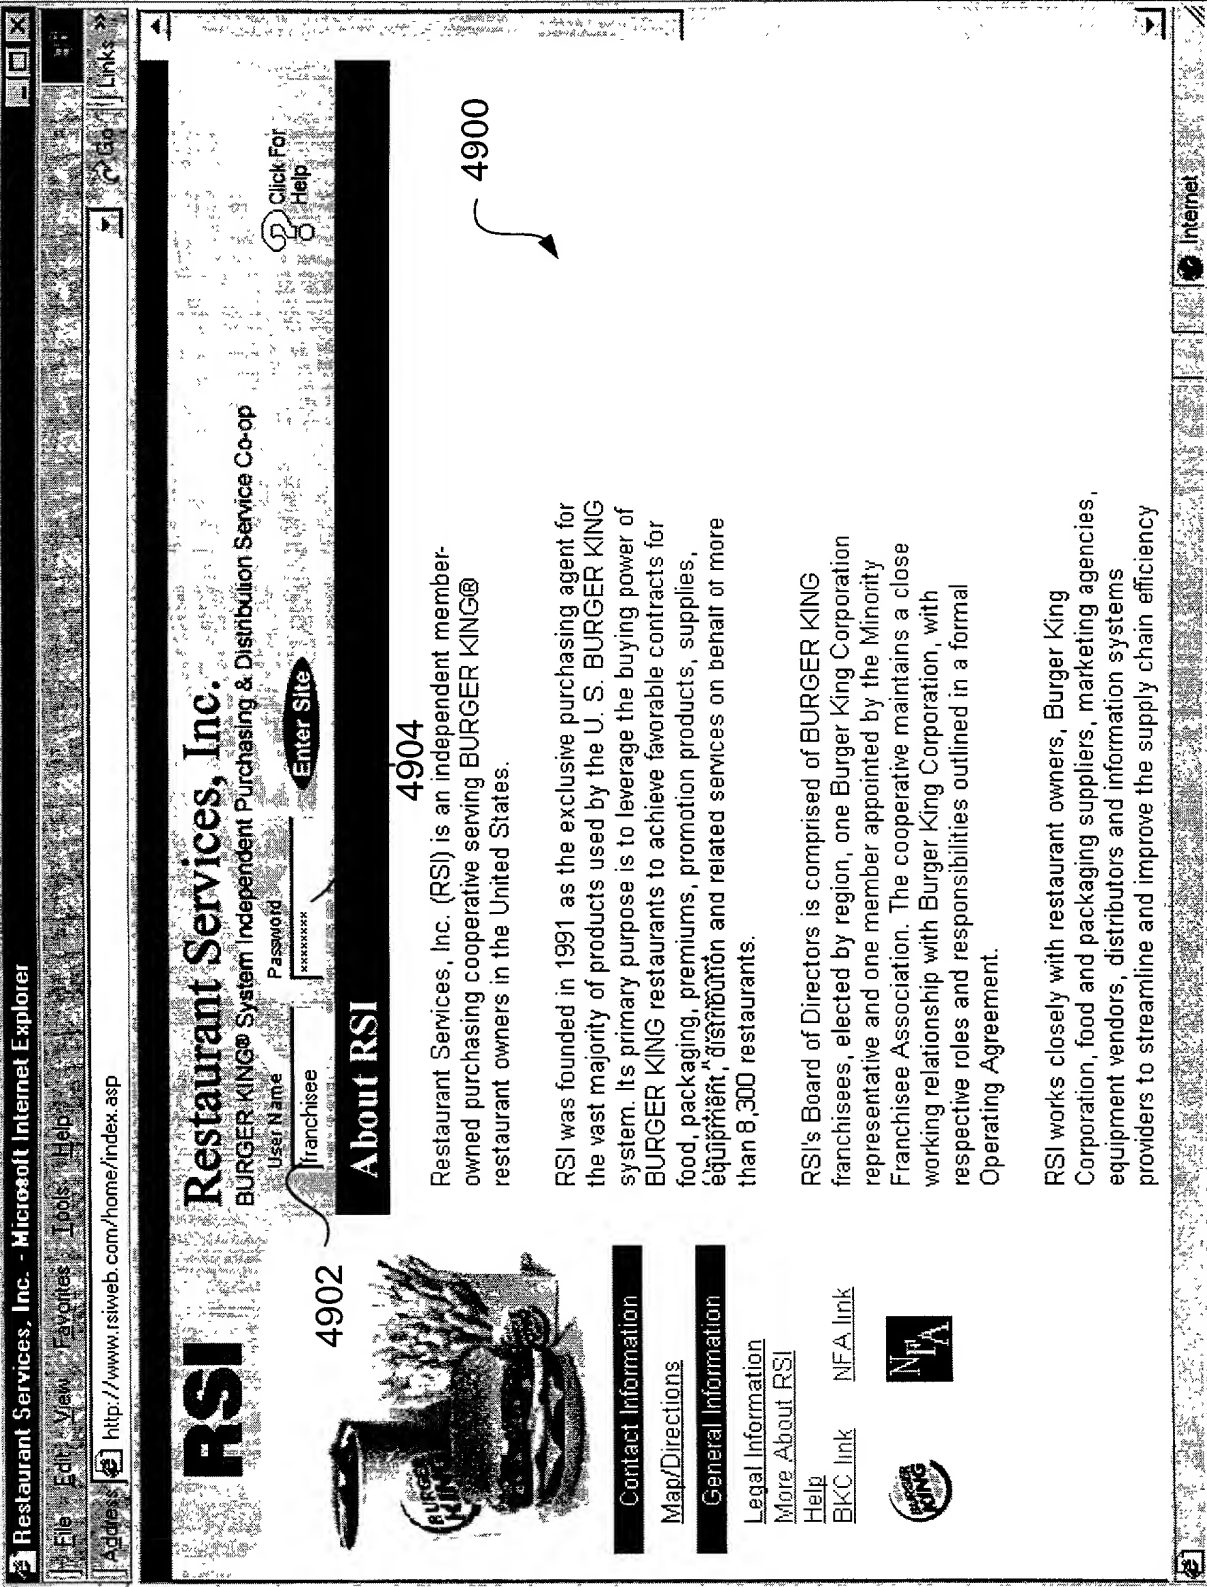 Restaurant Services, Inc. - Microsoft Internet Explorer
File Edit View Favorites Tools Help
Address http://www.rsiweb.com/home/index.asp Go Links »
RSI
Restaurant Services, Inc.
BURGER KING® System Independent Purchasing & Distribution Service Co-op
User Name Password
franchisee xxxxxxxx Enter Site Click For Help
4902
4904
4900
About RSI
Restaurant Services, Inc. (RSI) is an independent member-
owned purchasing cooperative serving BURGER KING®
restaurant owners in the United States.
RSI was founded in 1991 as the exclusive purchasing agent for
the vast majority of products used by the U. S. BURGER KING
system. Its primary purpose is to leverage the buying power of
BURGER KING restaurants to achieve favorable contracts for
food, packaging, premiums, promotion products, supplies,
equipment, distribution and related services on behalf of more
than 8,300 restaurants.
RSI's Board of Directors is comprised of BURGER KING
franchisees, elected by region, one Burger King Corporation
representative and one member appointed by the Minority
Franchisee Association. The cooperative maintains a close
working relationship with Burger King Corporation, with
respective roles and responsibilities outlined in a formal
Operating Agreement.
RSI works closely with restaurant owners, Burger King
Corporation, food and packaging suppliers, marketing agencies,
equipment vendors, distributors and information systems
providers to streamline and improve the supply chain efficiency
BURGER KING
Contact Information
Map/Directions
General Information
Legal Information
More About RSI
Help
BKC link NFA link
BURGER KING
NFA
Internet